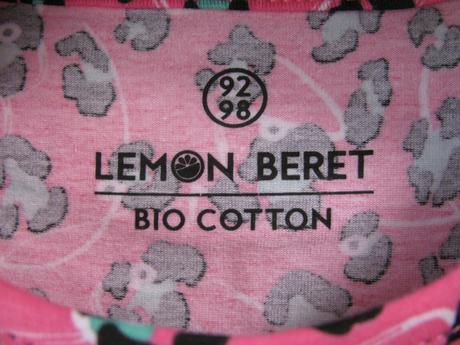 92
98
LEMON BERET
BIO COTTON